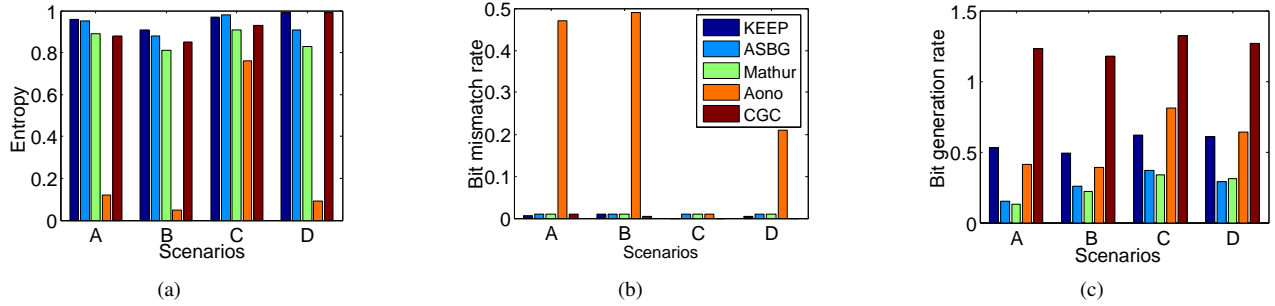 1
0.8
0.6
0.4
0.2
0
Entropy
A B C D
Scenarios
(a)
0.5
0.4
0.3
0.2
0.1
0
Bit mismatch rate
KEEP
ASBG
Mathur
Aono
CGC
A B C D
Scenarios
(b)
1.5
1
0.5
0
Bit generation rate
A B C D
Scenarios
(c)